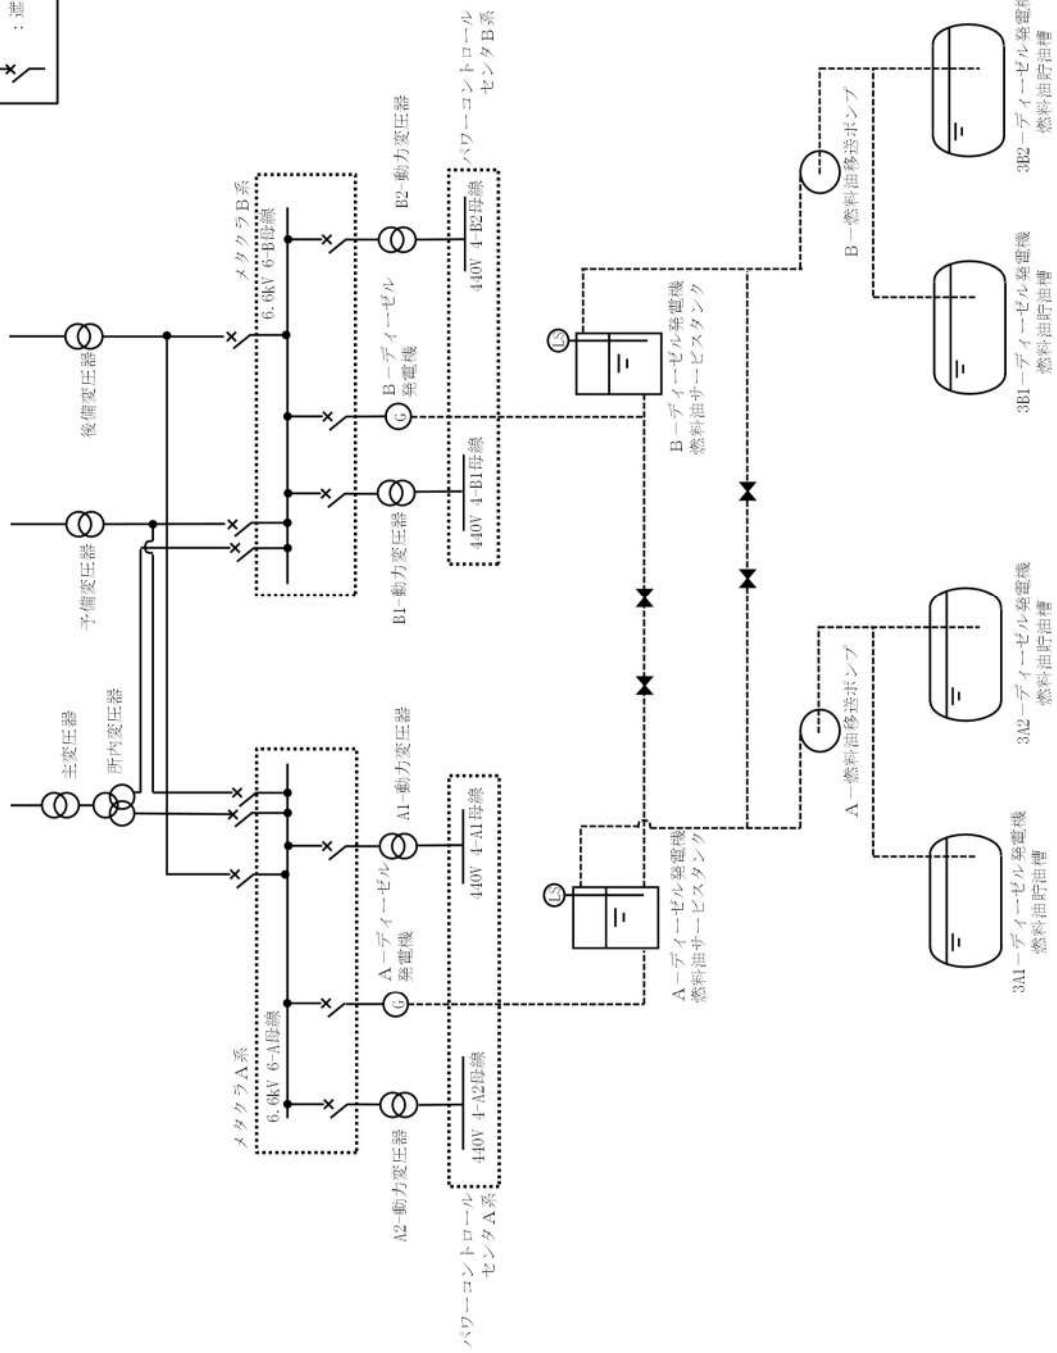 ：遮
主変圧器
所内変圧器
予備変圧器
後備変圧器
メタクラA系
6.6kV 6-A母線
メタクラB系
6.6kV 6-B母線
A2-動力変圧器
A－ディーゼル
発電機
G
A1-動力変圧器
B1-動力変圧器
B－ディーゼル
発電機
G
B2-動力変圧器
パワーコントロール
センタA系
440V 4-A2母線
440V 4-A1母線
440V 4-B1母線
440V 4-B2母線
パワーコントロール
センタB系
LS
A－ディーゼル発電機
燃料油サービスタンク
LS
B－ディーゼル発電機
燃料油サービスタンク
A－燃料油移送ポンプ
B－燃料油移送ポンプ
3A1－ディーゼル発電機
燃料油貯油槽
3A2－ディーゼル発電機
燃料油貯油槽
3B1－ディーゼル発電機
燃料油貯油槽
3B2－ディーゼル発電機
燃料油貯油槽